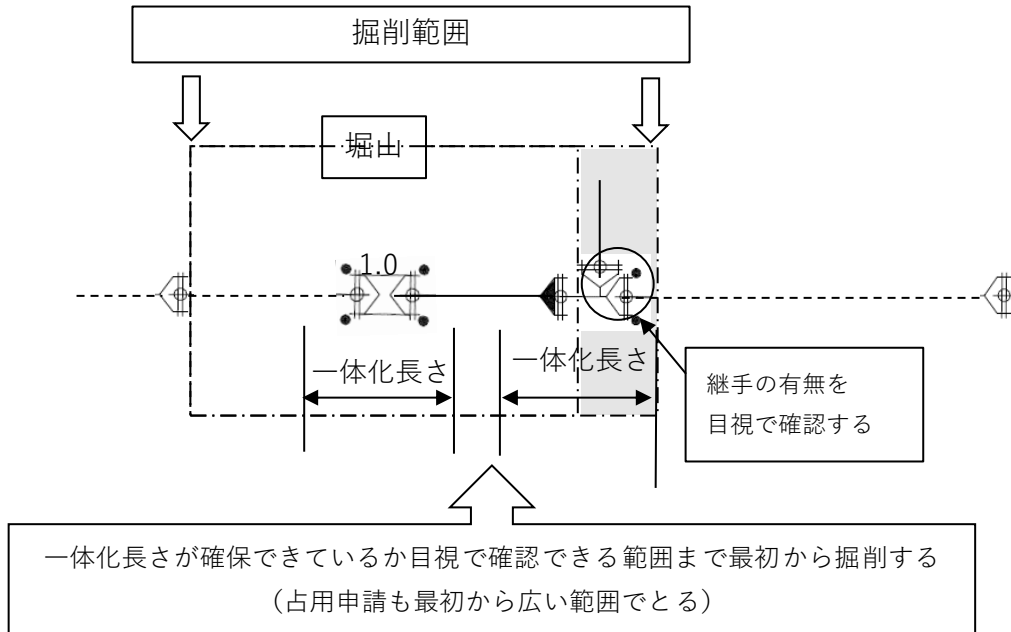 掘削範囲
堀山
1.0
一体化長さ
一体化長さ
継手の有無を
目視で確認する
一体化長さが確保できているか目視で確認できる範囲まで最初から掘削する
（占用申請も最初から広い範囲でとる）